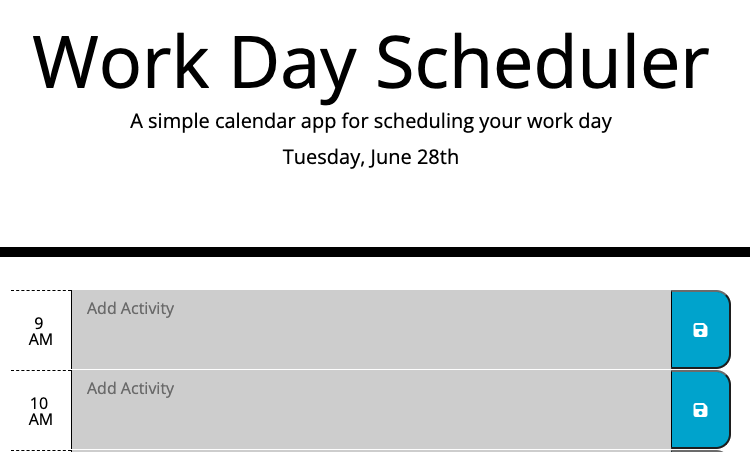 Work Day Scheduler
A simple calendar app for scheduling your work day
Tuesday, June 28th
9
AM
Add Activity
10
AM
Add Activity